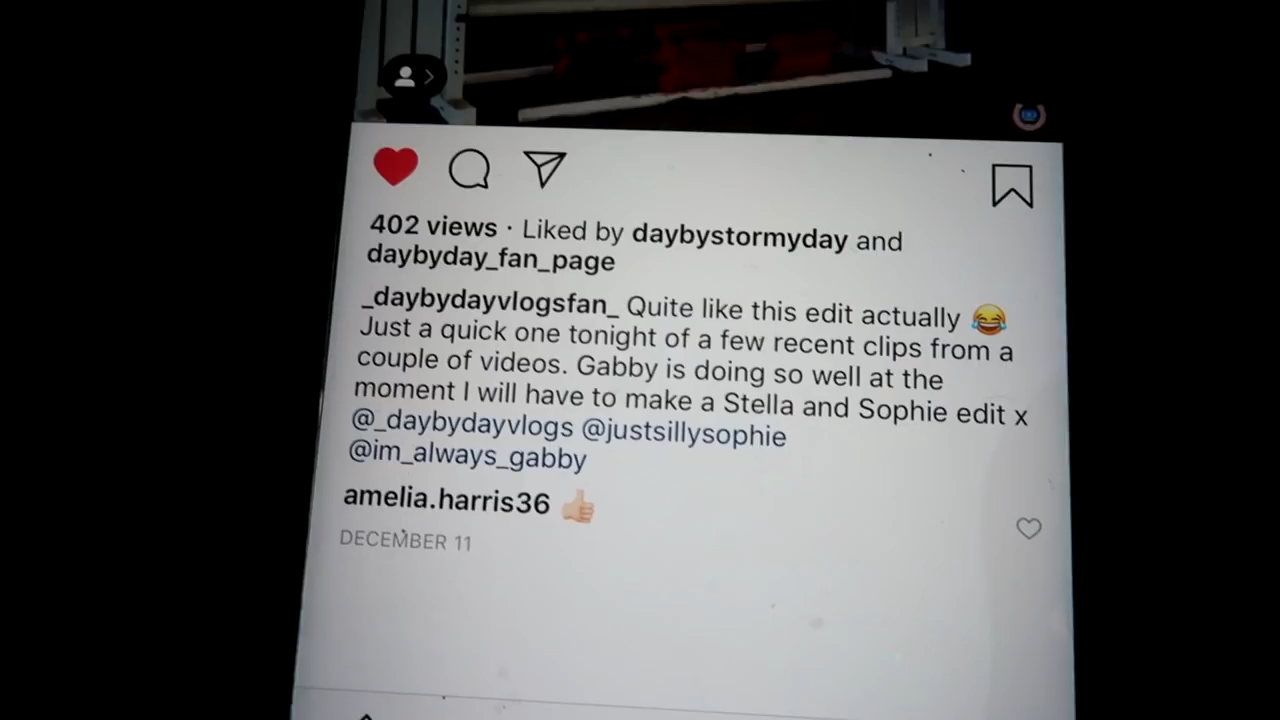 402 views · Liked by daybystormyday and
daybyday_fan_page
_daybydayvlogsfan_ Quite like this edit actually 😂
Just a quick one tonight of a few recent clips from a
couple of videos. Gabby is doing so well at the
moment I will have to make a Stella and Sophie edit x
@_daybydayvlogs @justsillysophie
@im_always_gabby
amelia.harris36 👍🏻
DECEMBER 11